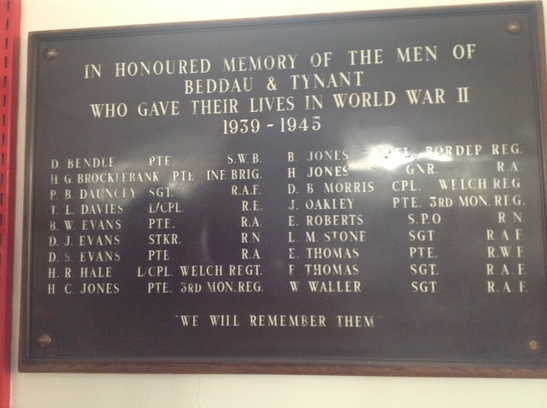 IN HONOURED MEMORY OF THE MEN OF
BEDDAU & TYNANT
WHO GAVE THEIR LIVES IN WORLD WAR II
1939 - 1945
D. BENDLE PTE. S.W.B.
H. G. BROCKLEBANK PTE. INF. BRIG.
P. B. DAUNCEY SGT. R.A.F.
T. L. DAVIES L/CPL. R.E.
B. W. EVANS PTE. R.A.
D. J. EVANS STKR. R.N
D. S. EVANS PTE R.A
H. R HALE L/CPL. WELCH REGT.
H C. JONES PTE. 3RD MON. REG.
B. JONES BORDER REG.
H. JONES GNR. R.A
D. B MORRIS CPL. WELCH REG
J. OAKLEY PTE. 3RD MON. REG.
E. ROBERTS S.P.O R.N
L. M. STONE SGT R.A.F
E. THOMAS PTE. R.W.F
F THOMAS SGT. R.A.F.
W WALLER SGT R.A.F.
"WE WILL REMEMBER THEM"